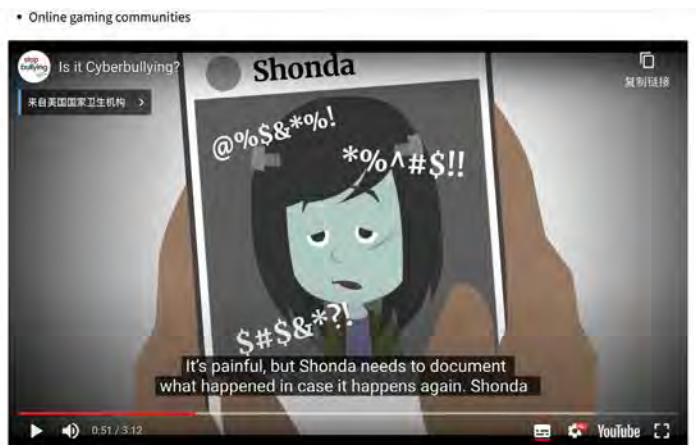 • Online gaming communities
stop
bullying
Is it Cyberbullying?
复制链接
来自美国国家卫生机构
Shonda
@%$&*%!
*%^#$!!
$#$&*?!
It's painful, but Shonda needs to document
what happened in case it happens again. Shonda
0:51 / 3:12
YouTube